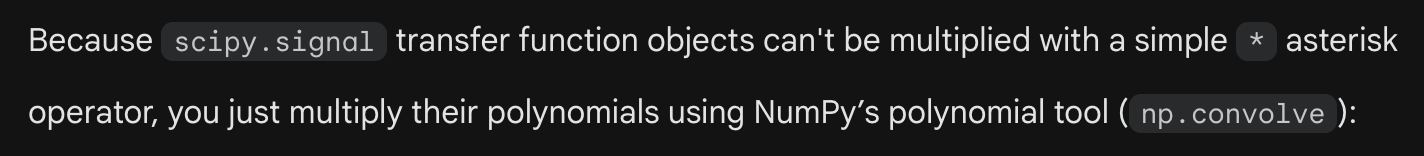 Because scipy.signal transfer function objects can't be multiplied with a simple * asterisk
operator, you just multiply their polynomials using NumPy’s polynomial tool (np.convolve):